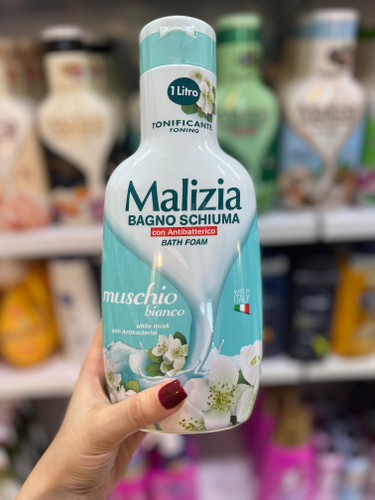 1 Litro
TONIFICANTE
TONING
Malizia
BAGNO SCHIUMA
con Antibatterico
BATH FOAM
muschio
bianco
white musk
with Antibacterial
MADE IN
ITALY